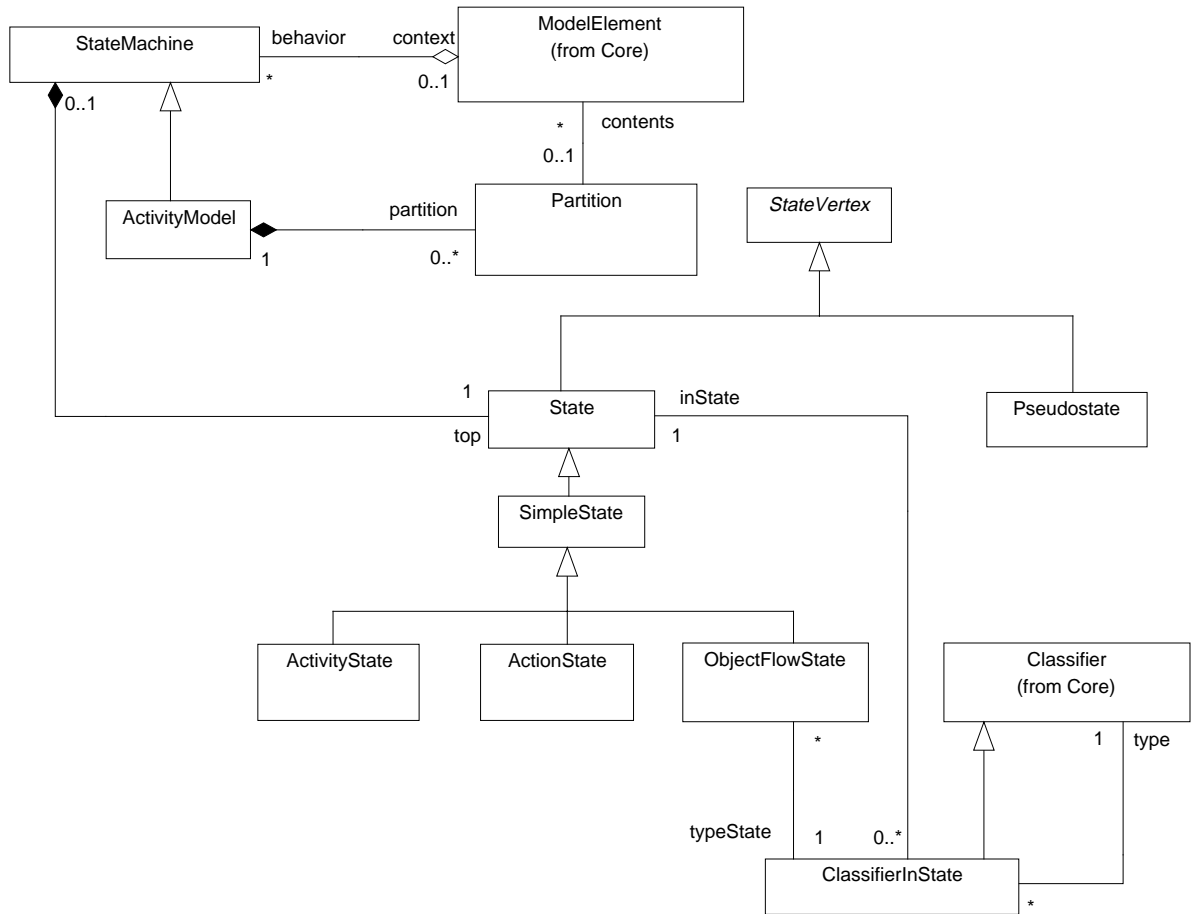 ModelElement
(from Core)
StateMachine
behavior
context
*
0..1
0..1
*
contents
0..1
ActivityModel
partition
Partition
1
0..*
StateVertex
1
State
inState
top
1
Pseudostate
SimpleState
ActivityState
ActionState
ObjectFlowState
Classifier
(from Core)
*
1
type
typeState
1
0..*
ClassifierInState
*